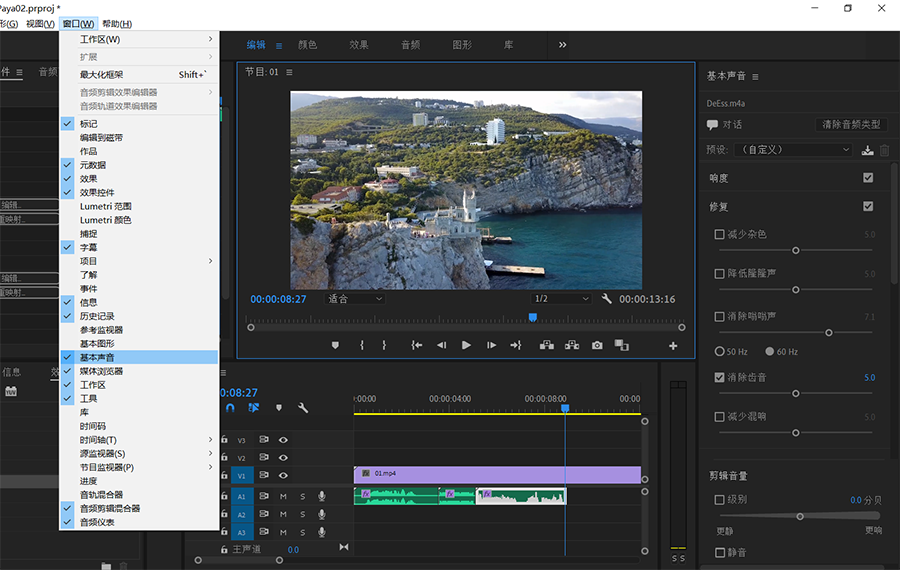 Paya02.prproj *
形(G) 视图(V) 窗口(W) 帮助(H)
工作区(W)
扩展
最大化框架 Shift+`
音频剪辑效果编辑器
音频轨道效果编辑器
标记
编辑到磁带
作品
元数据
效果
效果控件
Lumetri 范围
Lumetri 颜色
捕捉
字幕
项目
了解
事件
信息
历史记录
参考监视器
基本图形
基本声音
媒体浏览器
工作区
工具
库
时间码
时间轴(T)
源监视器(S)
节目监视器(P)
进度
音轨混合器
音频剪辑混合器
音频仪表
件
音频
编辑..
重映射..
编辑..
重映射..
信息
效
编辑 颜色 效果 音频 图形 库
节目: 01
00:00:08:27 适合 1/2 00:00:13:16
0:08:27
:00:00 00:00:04:00 00:00:08:00 00:00
V3
V2
V1 01.mp4
A1 M S fx fx fx
A2 M S
A3 M S
主声道 0.0
S S
基本声音
DeEss.m4a
对话 清除音频类型
预设: (自定义)
响度
修复
减少杂色 5.0
降低隆隆声 5.0
消除嗡嗡声 7.1
50 Hz 60 Hz
消除齿音 5.0
减少混响 5.0
剪辑音量
级别 0.0 分贝
更静 更响
静音